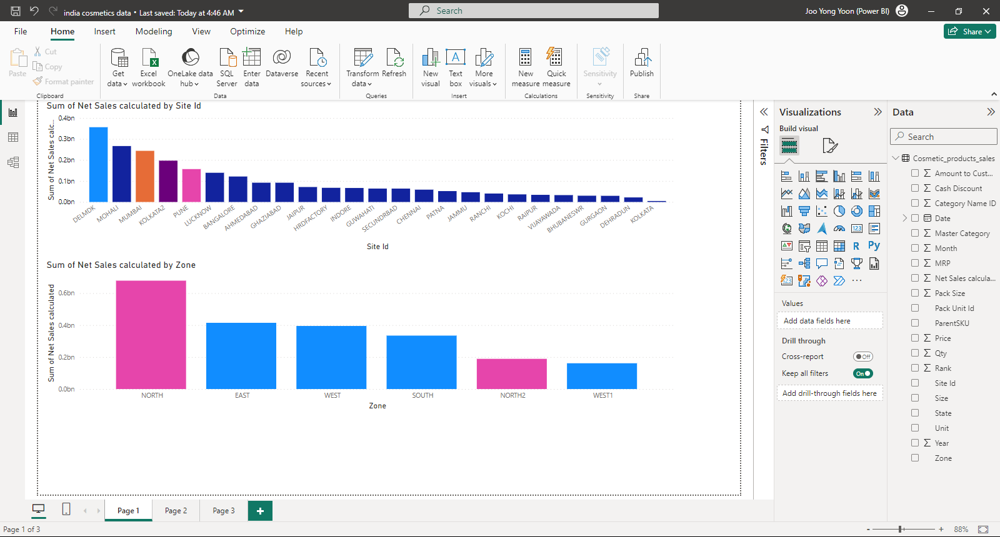 india cosmetics data • Last saved: Today at 4:46 AM
Search
Joo Yong Yoon (Power BI)
File Home Insert Modeling View Optimize Help
Share
Paste
Cut
Copy
Format painter
Clipboard
Get data
Excel workbook
OneLake data hub
SQL Server
Enter data
Dataverse
Recent sources
Data
Transform data
Refresh
Queries
New visual
Text box
More visuals
Insert
New measure
Quick measure
Calculations
Sensitivity
Sensitivity
Publish
Share
Sum of Net Sales calculated by Site Id
Sum of Net Sales calc...
0.4bn
0.3bn
0.2bn
0.1bn
0.0bn
DELMDK MOHALI MUMBAI KOLKATA2 PUNE LUCKNOW BANGALORE AHMEDABAD GHAZIABAD JAIPUR HRDFACTORY INDORE GUWAHATI SECUNDRBAD CHENNAI PATNA JAMMU RANCHI KOCHI RAIPUR VIJAYAWADA BHUBANESWR GURGAON DEHRADUN KOLKATA
Site Id
Sum of Net Sales calculated by Zone
Sum of Net Sales calculated
0.6bn
0.4bn
0.2bn
0.0bn
NORTH EAST WEST SOUTH NORTH2 WEST1
Zone
Filters
Visualizations
Build visual
123
R
Py
123
...
Values
Add data fields here
Drill through
Cross-report
Off
Keep all filters
On
Add drill-through fields here
Data
Search
Cosmetic_products_sales
Amount to Cust...
Cash Discount
Category Name ID
Date
Master Category
Month
MRP
Net Sales calcula...
Pack Size
Pack Unit Id
ParentSKU
Price
Qty
Rank
Site Id
Size
State
Unit
Year
Zone
Page 1 Page 2 Page 3 +
Page 1 of 3
- + 88%